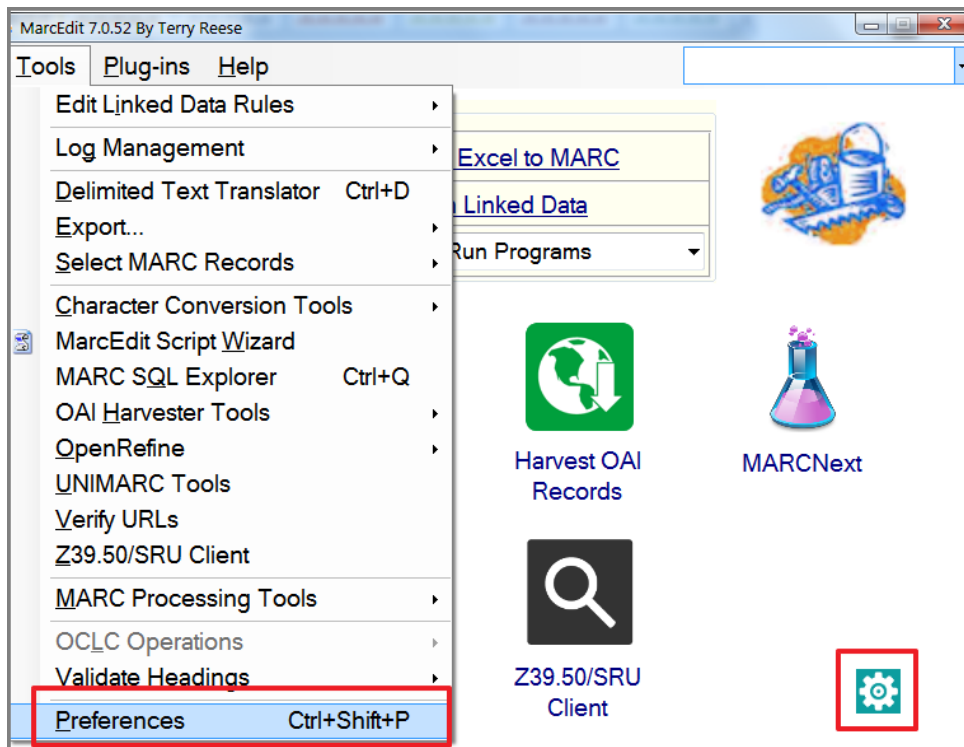 MarcEdit 7.0.52 By Terry Reese
Tools Plug-ins Help
Edit Linked Data Rules
Log Management
Delimited Text Translator Ctrl+D
Export...
Select MARC Records
Character Conversion Tools
MarcEdit Script Wizard
MARC SQL Explorer Ctrl+Q
OAI Harvester Tools
OpenRefine
UNIMARC Tools
Verify URLs
Z39.50/SRU Client
MARC Processing Tools
OCLC Operations
Validate Headings
Preferences Ctrl+Shift+P
Excel to MARC
Linked Data
Run Programs
Harvest OAI
Records
MARCNext
Z39.50/SRU
Client